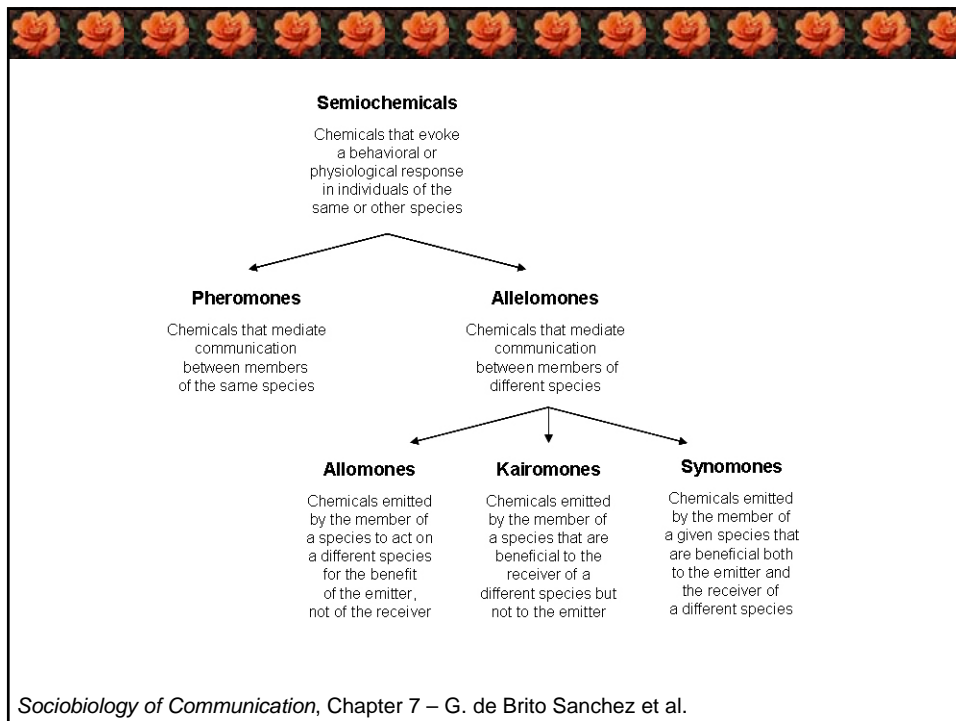 Semiochemicals
Chemicals that evoke
a behavioral or
physiological response
in individuals of the
same or other species
Pheromones
Chemicals that mediate
communication
between members
of the same species
Allelomones
Chemicals that mediate
communication
between members of
different species
Allomones
Chemicals emitted
by the member of
a species to act on
a different species
for the benefit
of the emitter,
not of the receiver
Kairomones
Chemicals emitted
by the member of
a species that are
beneficial to the
receiver of a
different species but
not to the emitter
Synomones
Chemicals emitted
by the member of
a given species that
are beneficial both
to the emitter and
the receiver of
a different species
Sociobiology of Communication, Chapter 7 – G. de Brito Sanchez et al.